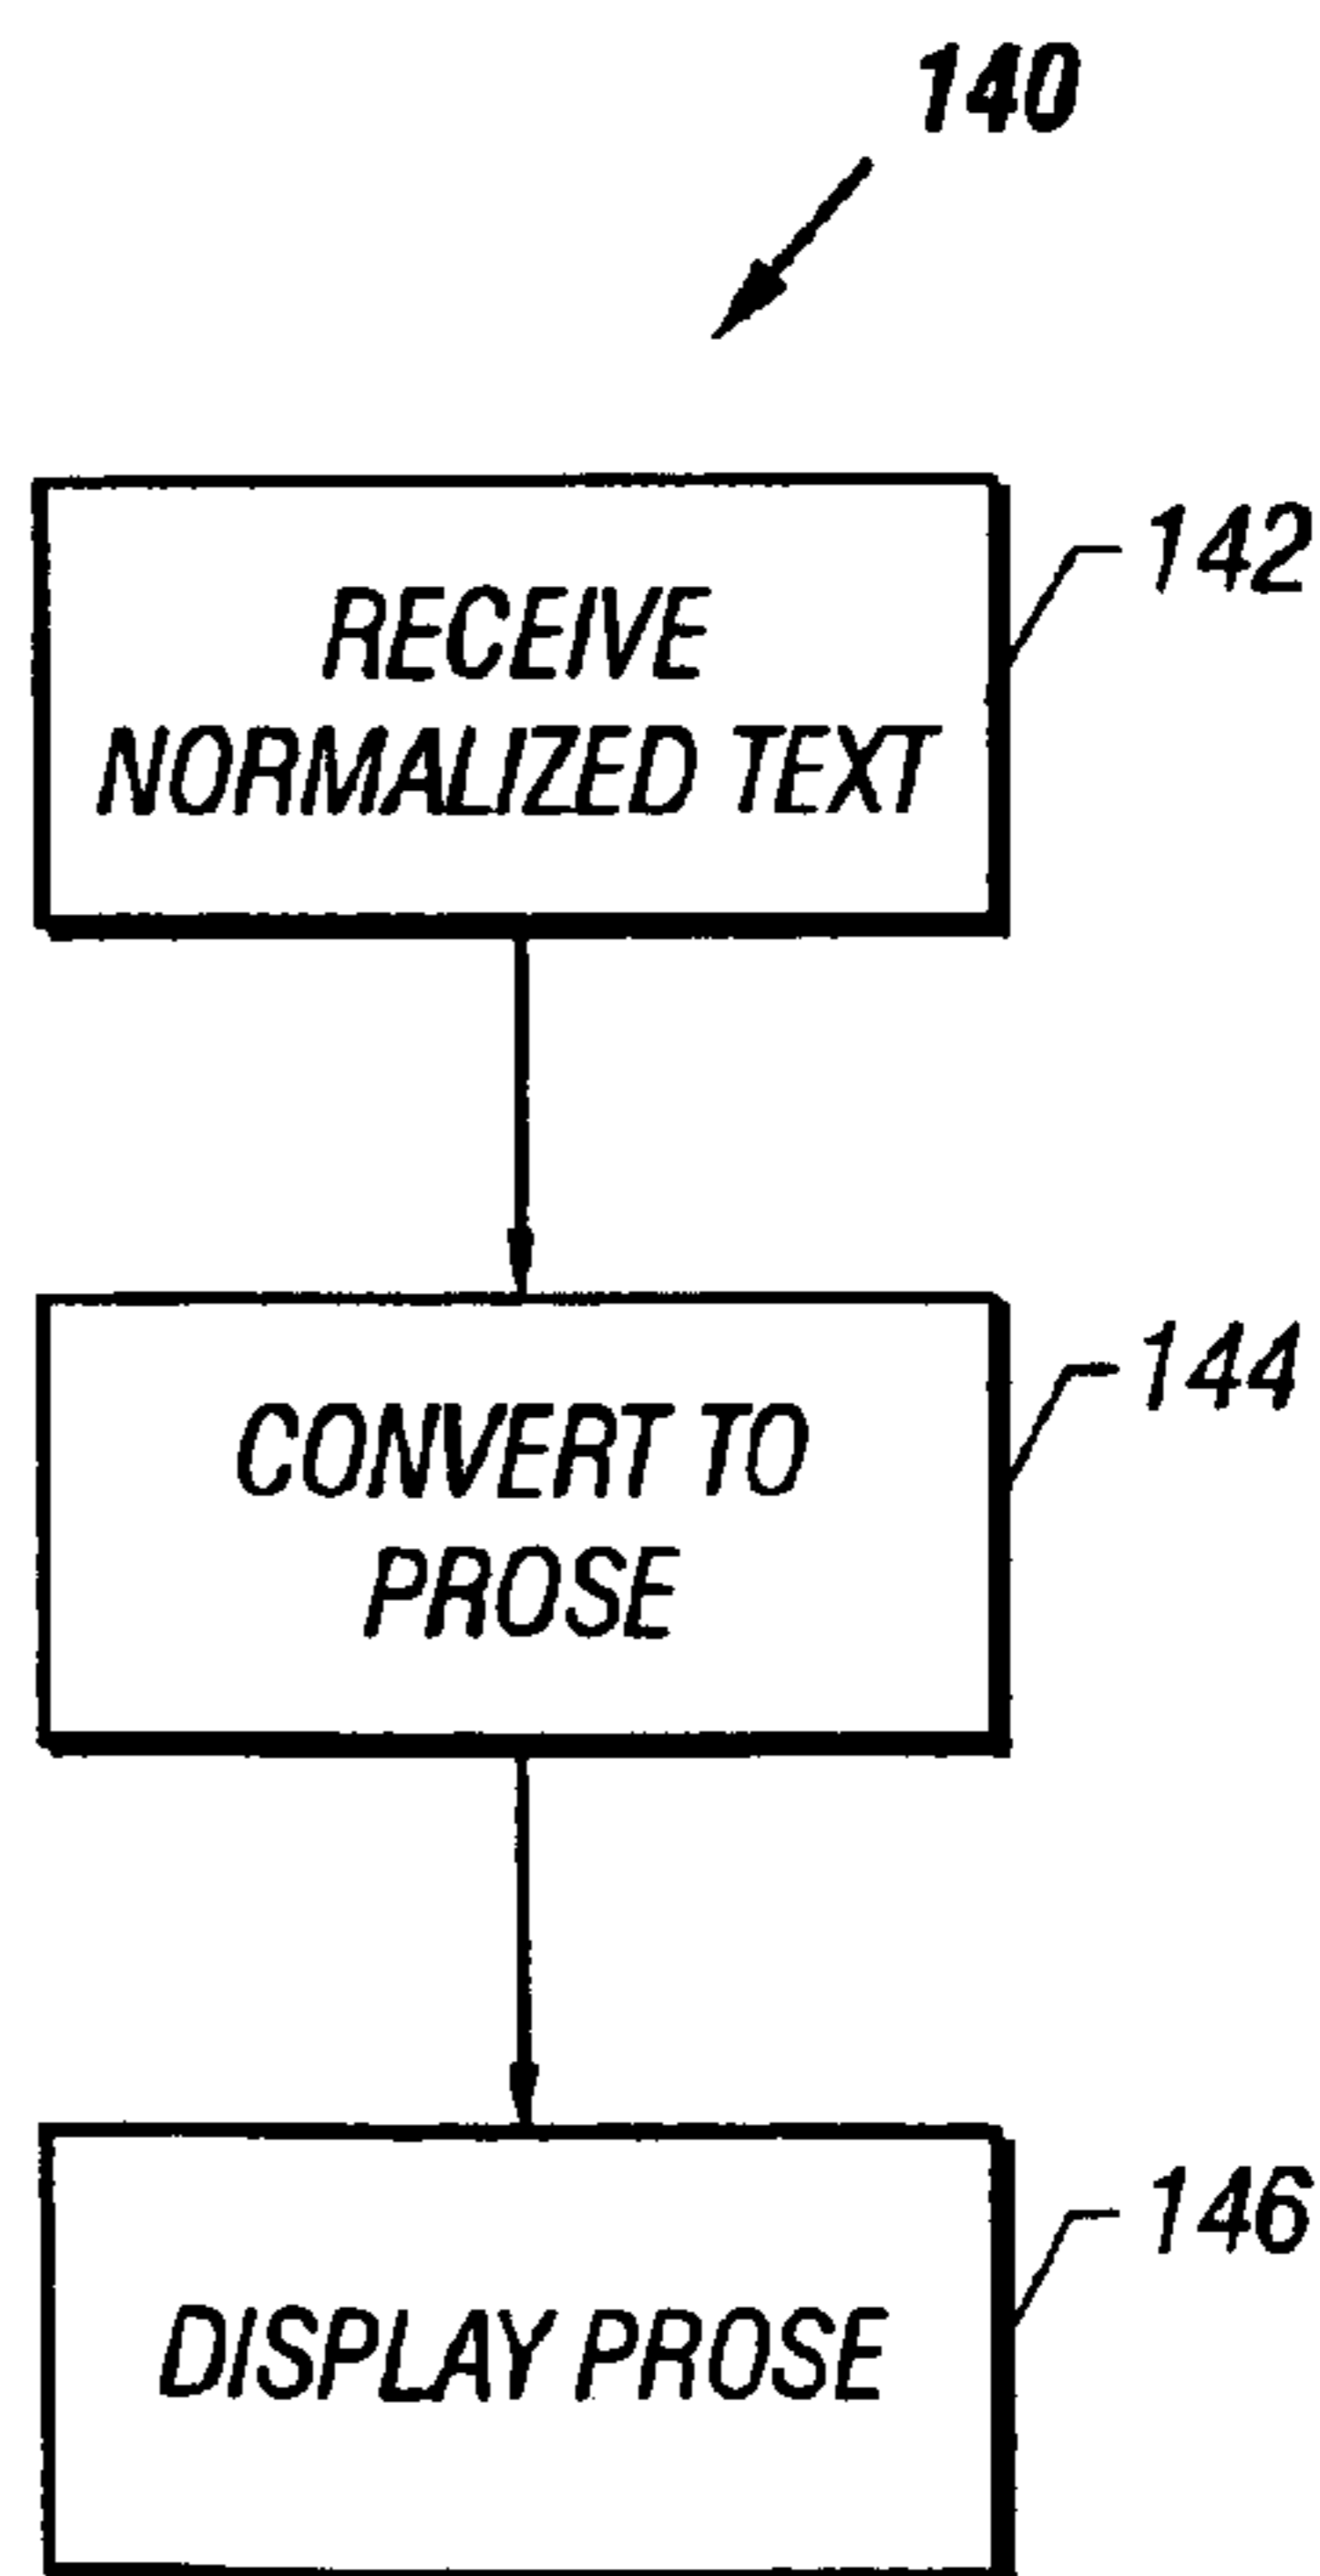 140
RECEIVE
NORMALIZED TEXT
142
CONVERT TO
PROSE
144
DISPLAY PROSE
146